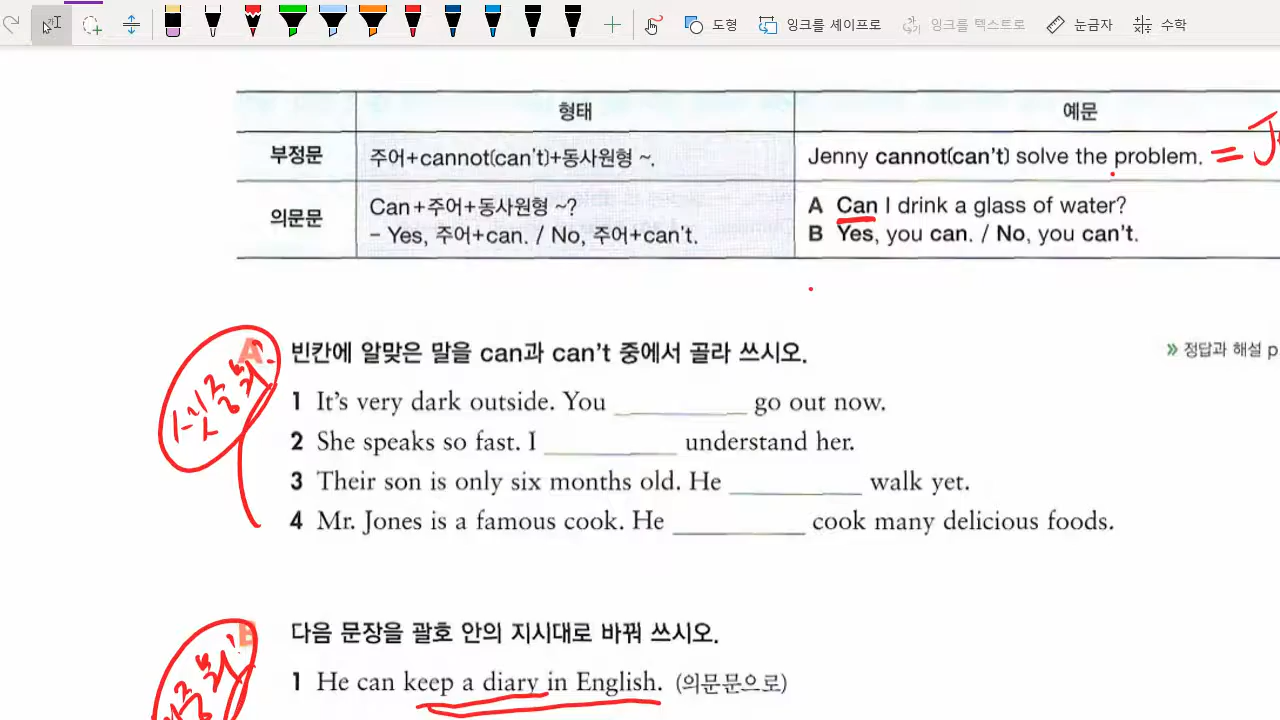 도형
잉크를 셰이프로
잉크를 텍스트로
눈금자
수학
형태
예문
부정문
주어+cannot(can't)+동사원형 ~.
Jenny cannot(can't) solve the problem. =
의문문
Can+주어+동사원형 ~?
– Yes, 주어+can. / No, 주어+can't.
A Can I drink a glass of water?
B Yes, you can. / No, you can't.
A 빈칸에 알맞은 말을 can과 can't 중에서 골라 쓰시오.
» 정답과 해설 p
1 It's very dark outside. You __________ go out now.
2 She speaks so fast. I __________ understand her.
3 Their son is only six months old. He __________ walk yet.
4 Mr. Jones is a famous cook. He __________ cook many delicious foods.
B 다음 문장을 괄호 안의 지시대로 바꿔 쓰시오.
1 He can keep a diary in English. (의문문으로)